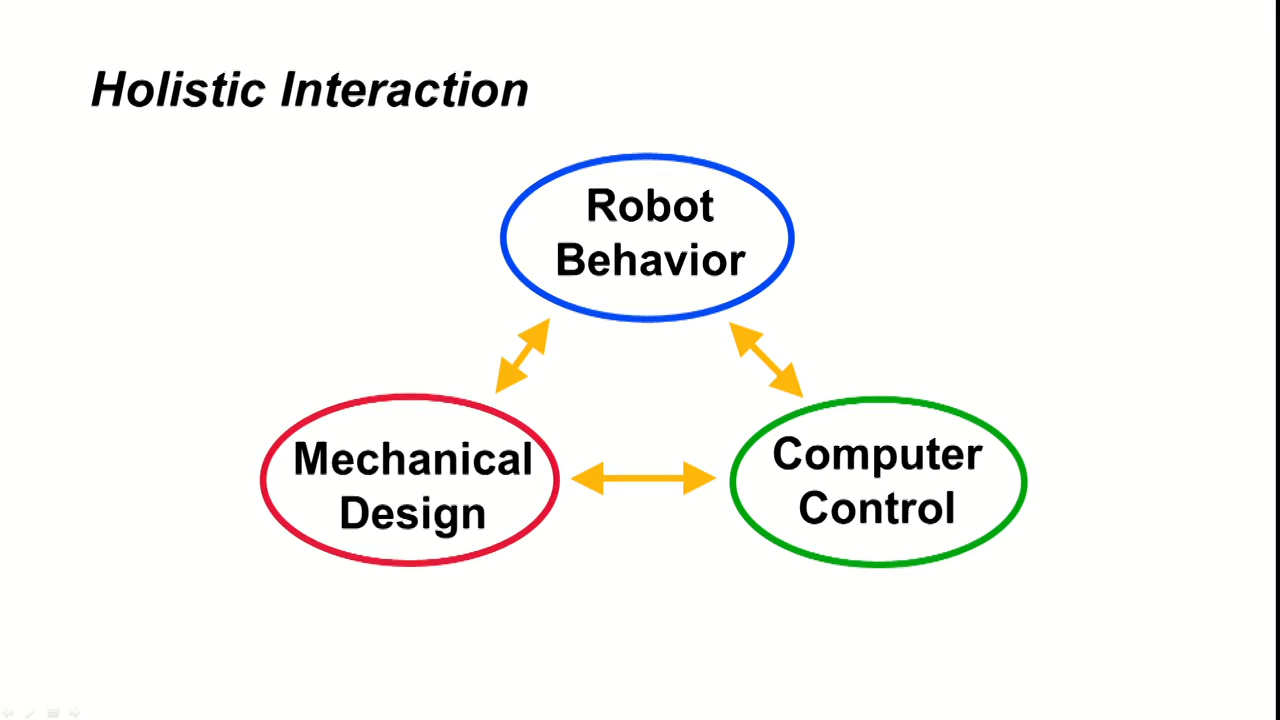 Holistic Interaction
Robot
Behavior
Mechanical
Design
Computer
Control